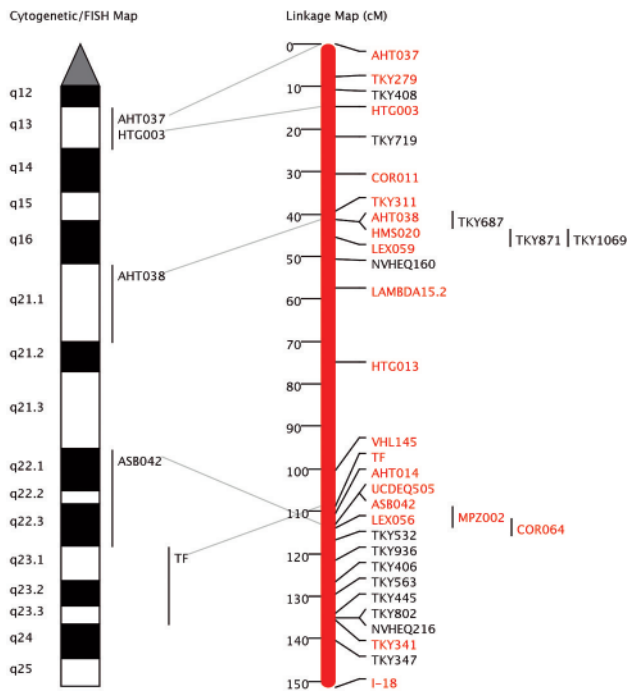 Cytogenetic/FISH Map
q12
q13
q14
q15
q16
q21.1
q21.2
q21.3
q22.1
q22.2
q22.3
q23.1
q23.2
q23.3
q24
q25
AHT037
HTG003
AHT038
ASB042
TF
Linkage Map (cM)
0
10
20
30
40
50
60
70
80
90
100
110
120
130
140
150
AHT037
TKY279
TKY408
HTG003
TKY719
COR011
TKY311
AHT038
HMS020
LEX059
NVHEQ160
LAMBDA15.2
HTG013
VHL145
TF
AHT014
UCDEQ505
ASB042
LEX056
TKY532
TKY936
TKY406
TKY563
TKY445
TKY802
NVHEQ216
TKY341
TKY347
I-18
TKY687
TKY871
TKY1069
MPZ002
COR064